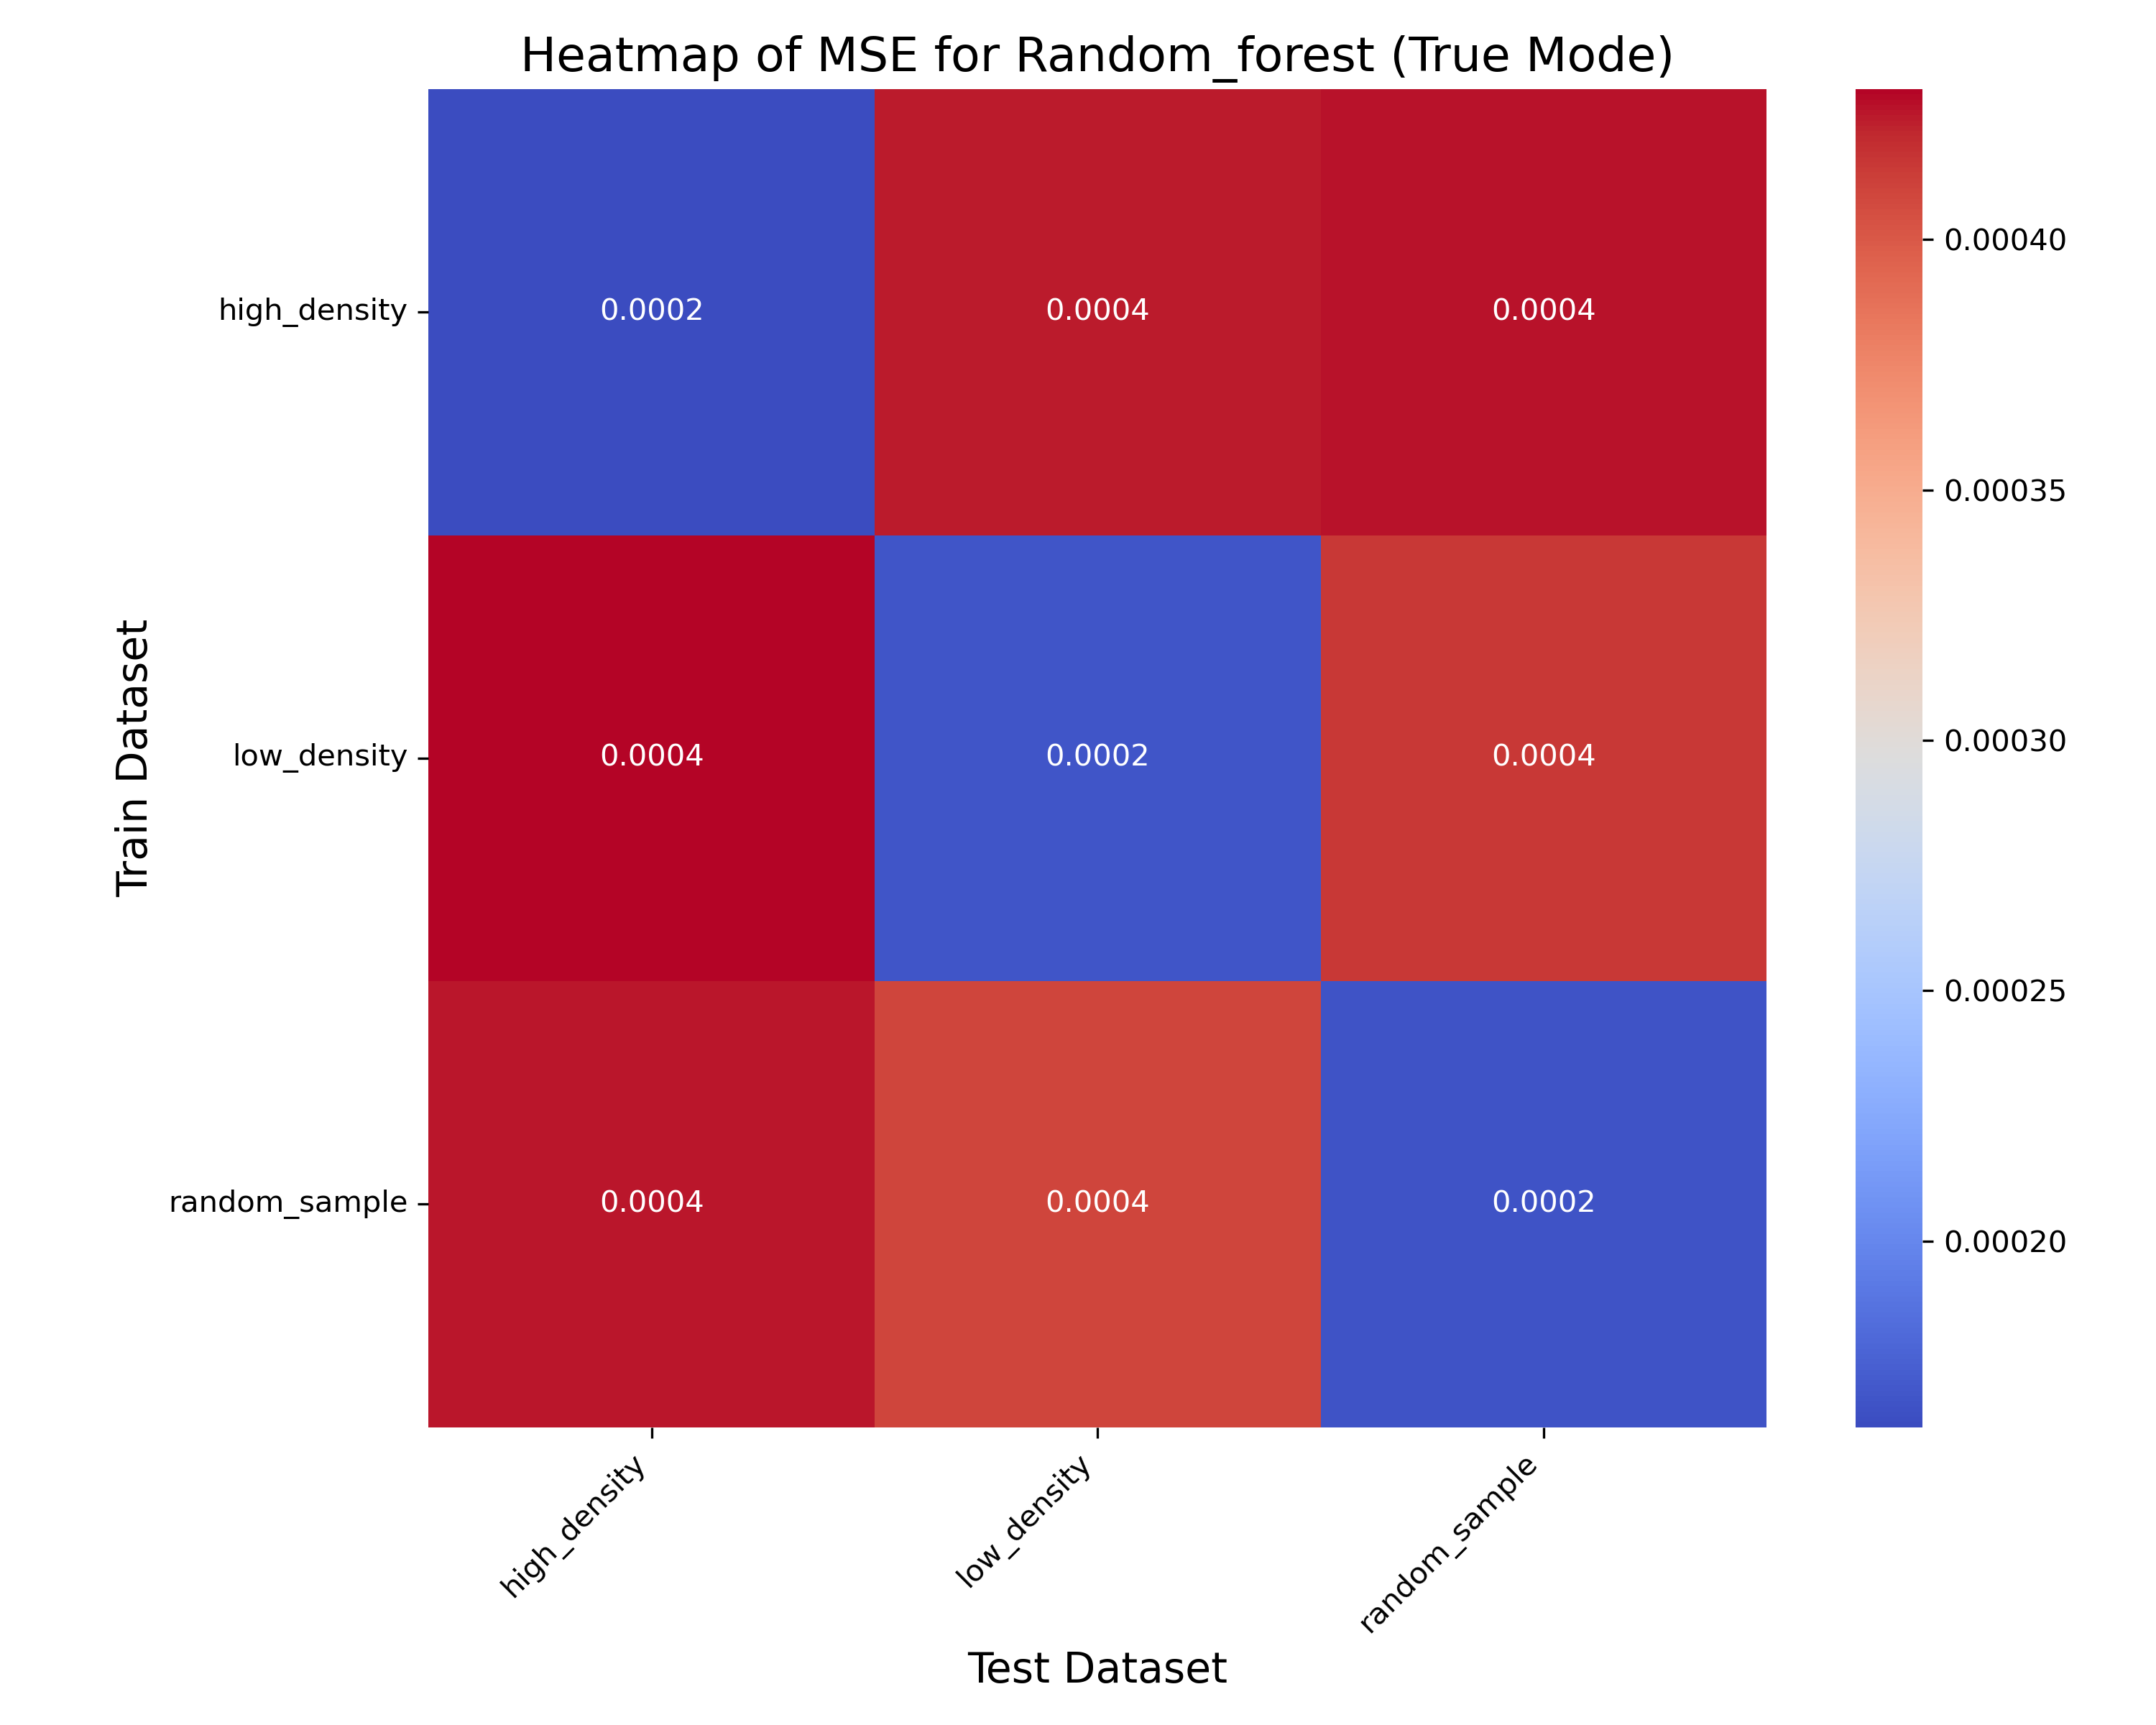 Heatmap of MSE for Random_forest (True Mode)
Train Dataset
high_density
0.0002
0.0004
0.0004
low_density
0.0004
0.0002
0.0004
random_sample
0.0004
0.0004
0.0002
high_density
low_density
random_sample
Test Dataset
0.00040
0.00035
0.00030
0.00025
0.00020